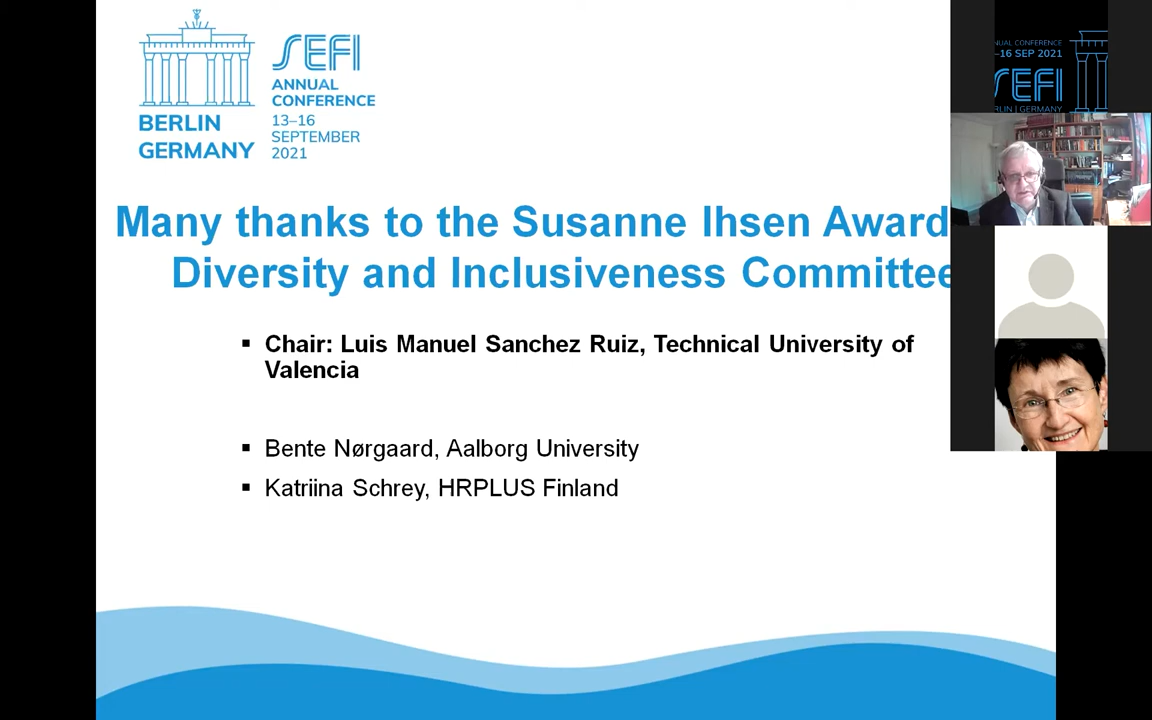 SEFI
ANNUAL
CONFERENCE
BERLIN
GERMANY
13–16
SEPTEMBER
2021
Many thanks to the Susanne Ihsen Award
Diversity and Inclusiveness Committee
▪ Chair: Luis Manuel Sanchez Ruiz, Technical University of
Valencia
▪ Bente Nørgaard, Aalborg University
▪ Katriina Schrey, HRPLUS Finland
NUAL CONFERENCE
–16 SEP 2021
SEFI
RLIN | GERMANY